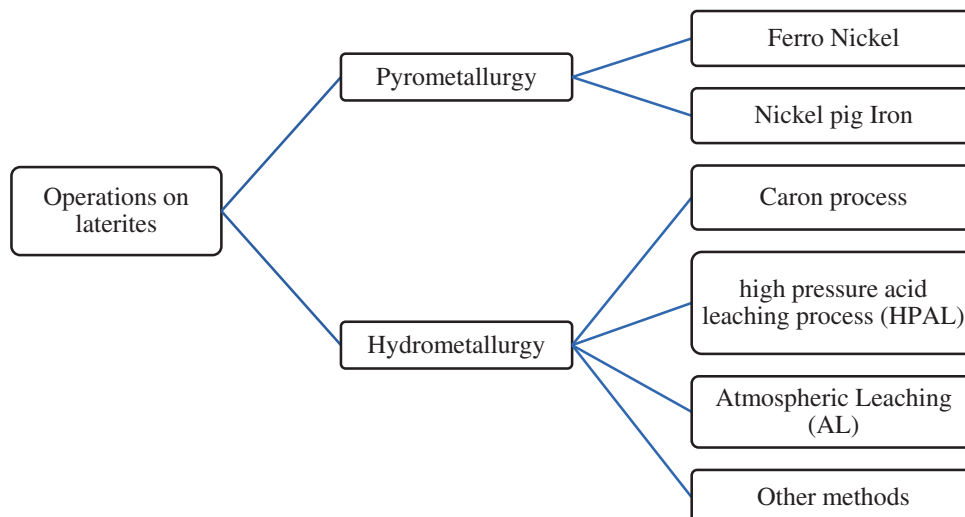 Operations on
laterites
Pyrometallurgy
Ferro Nickel
Nickel pig Iron
Hydrometallurgy
Caron process
high pressure acid
leaching process (HPAL)
Atmospheric Leaching
(AL)
Other methods